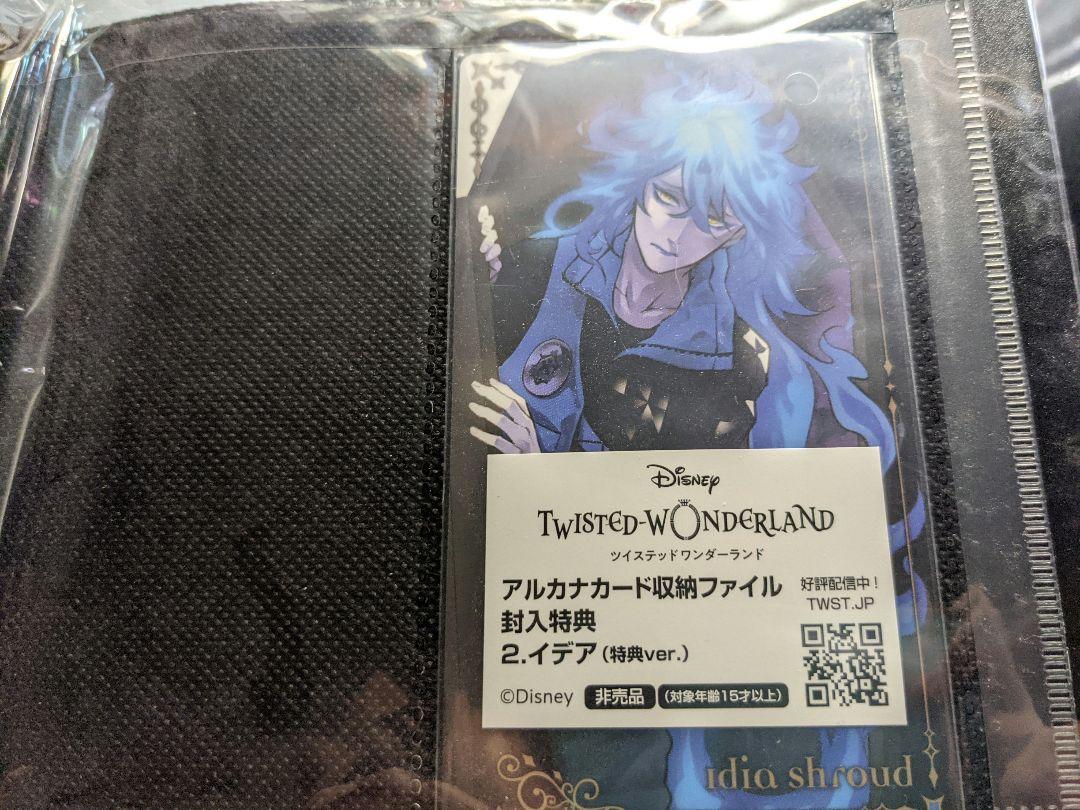 Disney
TWISTED-WONDERLAND
ツイステッドワンダーランド
アルカナカード収納ファイル
封入特典
2.イデア(特典ver.)
好評配信中!
TWST.JP
©Disney 非売品 (対象年齢15才以上)
idia shroud